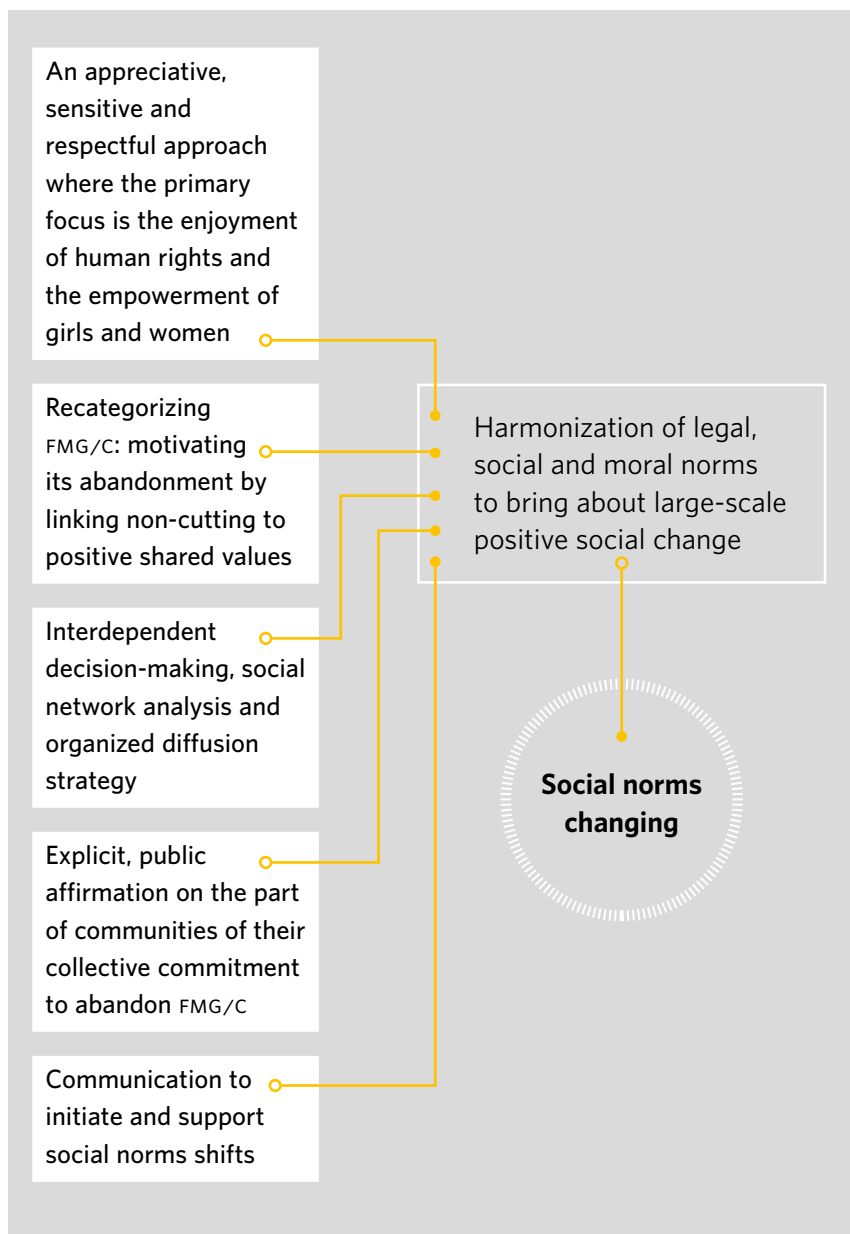 An appreciative,
sensitive and
respectful approach
where the primary
focus is the enjoyment
of human rights and
the empowerment of
girls and women
Recategorizing
FMG/C: motivating
its abandonment by
linking non-cutting to
positive shared values
Interdependent
decision-making, social
network analysis and
organized diffusion
strategy
Explicit, public
affirmation on the part
of communities of their
collective commitment
to abandon FMG/C
Communication to
initiate and support
social norms shifts
Harmonization of legal,
social and moral norms
to bring about large-scale
positive social change
Social norms
changing